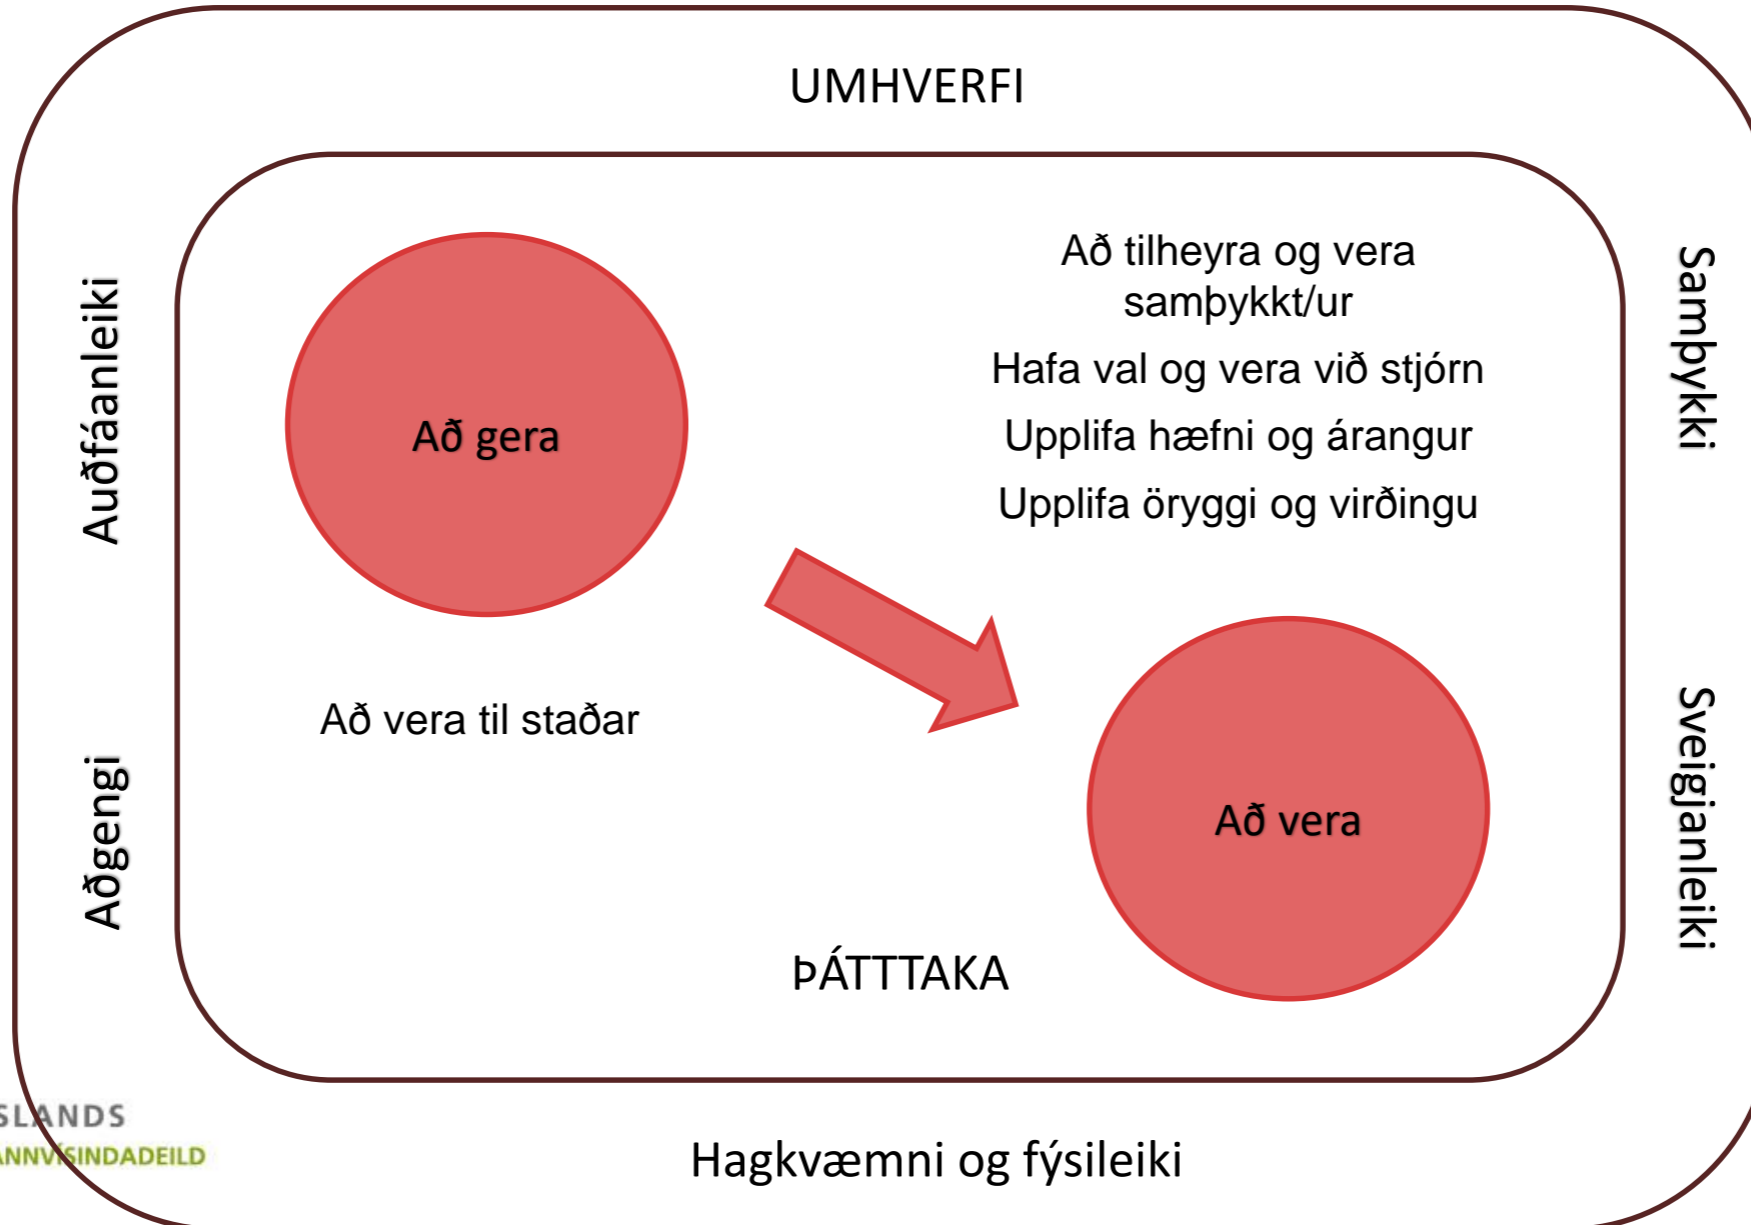 UMHVERFI
Auðfáanleiki
Aðgengi
Að gera
Að vera til staðar
Að tilheyra og vera
samþykkt/ur
Hafa val og vera við stjórn
Upplifa hæfni og árangur
Upplifa öryggi og virðingu
Að vera
ÞÁTTTAKA
Samþykki
Sveigjanleiki
Hagkvæmni og fýsileiki
SLANDS
ANNVÍSINDADEILD